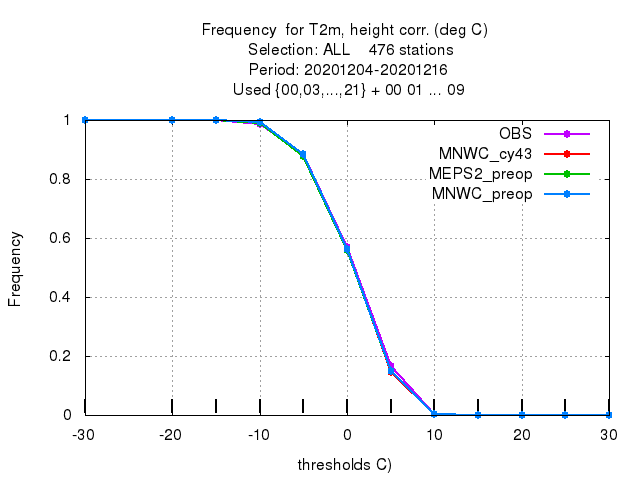 Frequency  for T2m, height corr. (deg C)
Selection: ALL    476 stations
Period: 20201204-20201216
Used {00,03,...,21} + 00 01 ... 09
OBS
MNWC_cy43
MEPS2_preop
MNWC_preop
1
0.8
0.6
0.4
0.2
0
Frequency
-30 -20 -10 0 10 20 30
thresholds C)